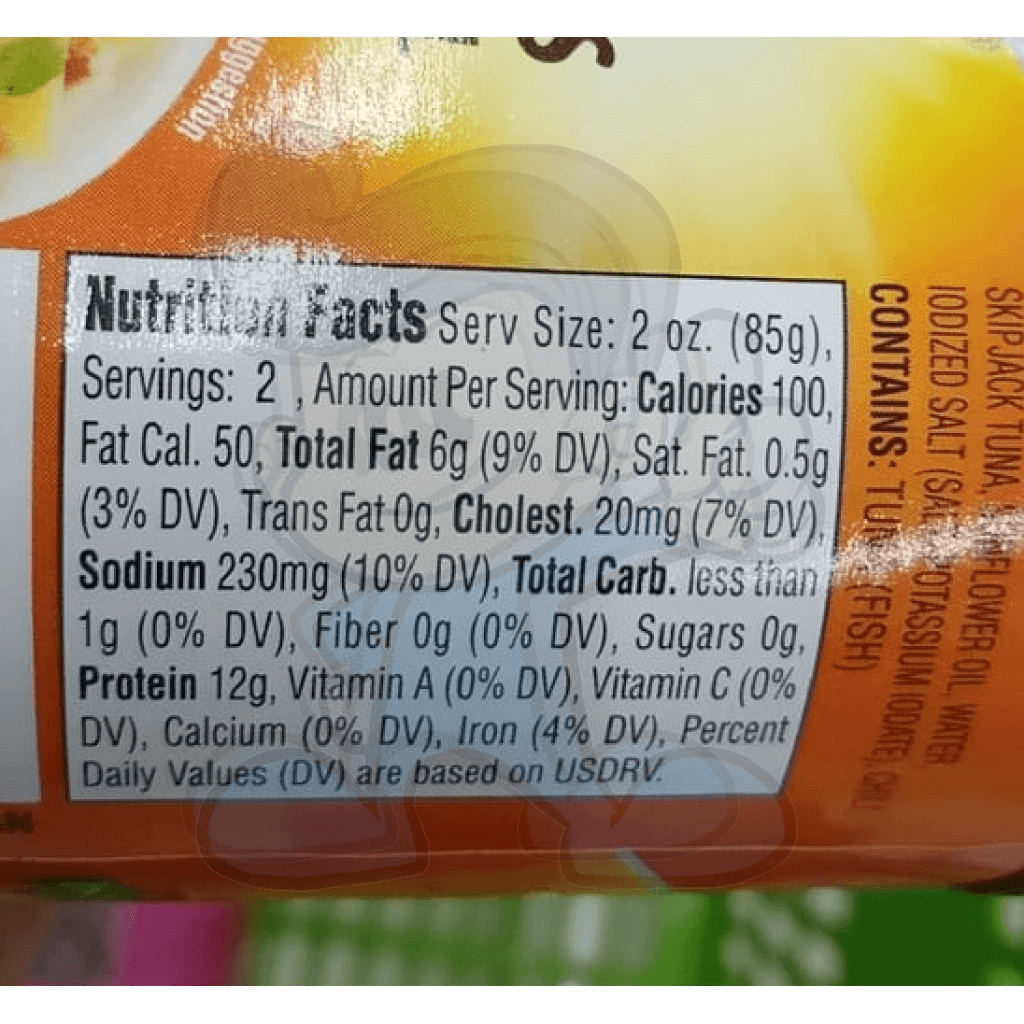 uggestion
Nutrition Facts Serv Size: 2 oz. (85g),
Servings: 2 , Amount Per Serving: Calories 100,
Fat Cal. 50, Total Fat 6g (9% DV), Sat. Fat. 0.5g
(3% DV), Trans Fat 0g, Cholest. 20mg (7% DV),
Sodium 230mg (10% DV), Total Carb. less than
1g (0% DV), Fiber 0g (0% DV), Sugars 0g,
Protein 12g, Vitamin A (0% DV), Vitamin C (0%
DV), Calcium (0% DV), Iron (4% DV), Percent
Daily Values (DV) are based on USDRV.
SKIPJACK TUNA, FLOWER OIL, WATER,
IODIZED SALT (SA POTASSIUM IODATE),
CONTAINS: TU (FISH)